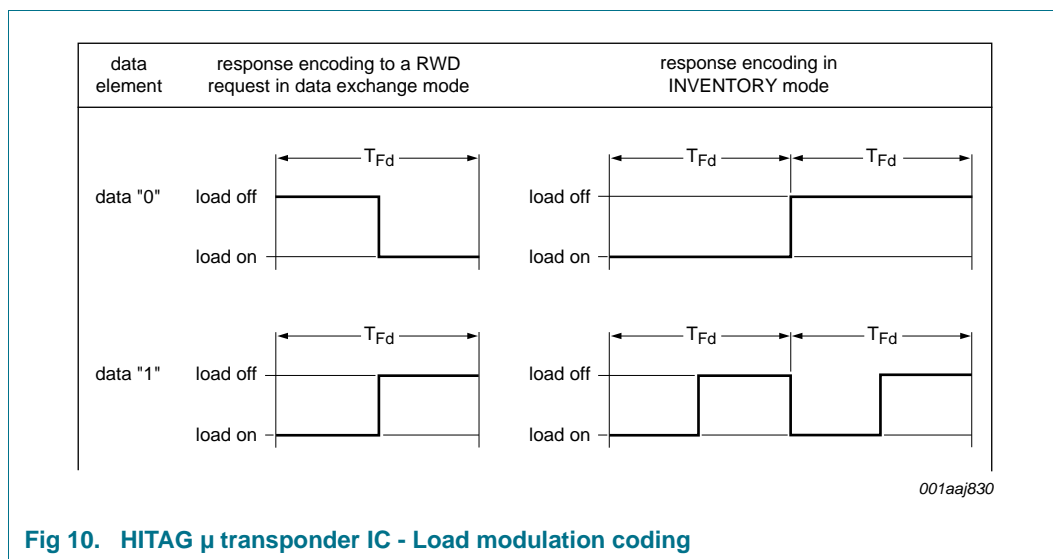 data element
response encoding to a RWD request in data exchange mode
response encoding in INVENTORY mode
TFd
TFd
TFd
data "0"
load off
load on
load off
load on
TFd
TFd
TFd
data "1"
load off
load on
load off
load on
001aaj830
Fig 10. HITAG µ transponder IC - Load modulation coding